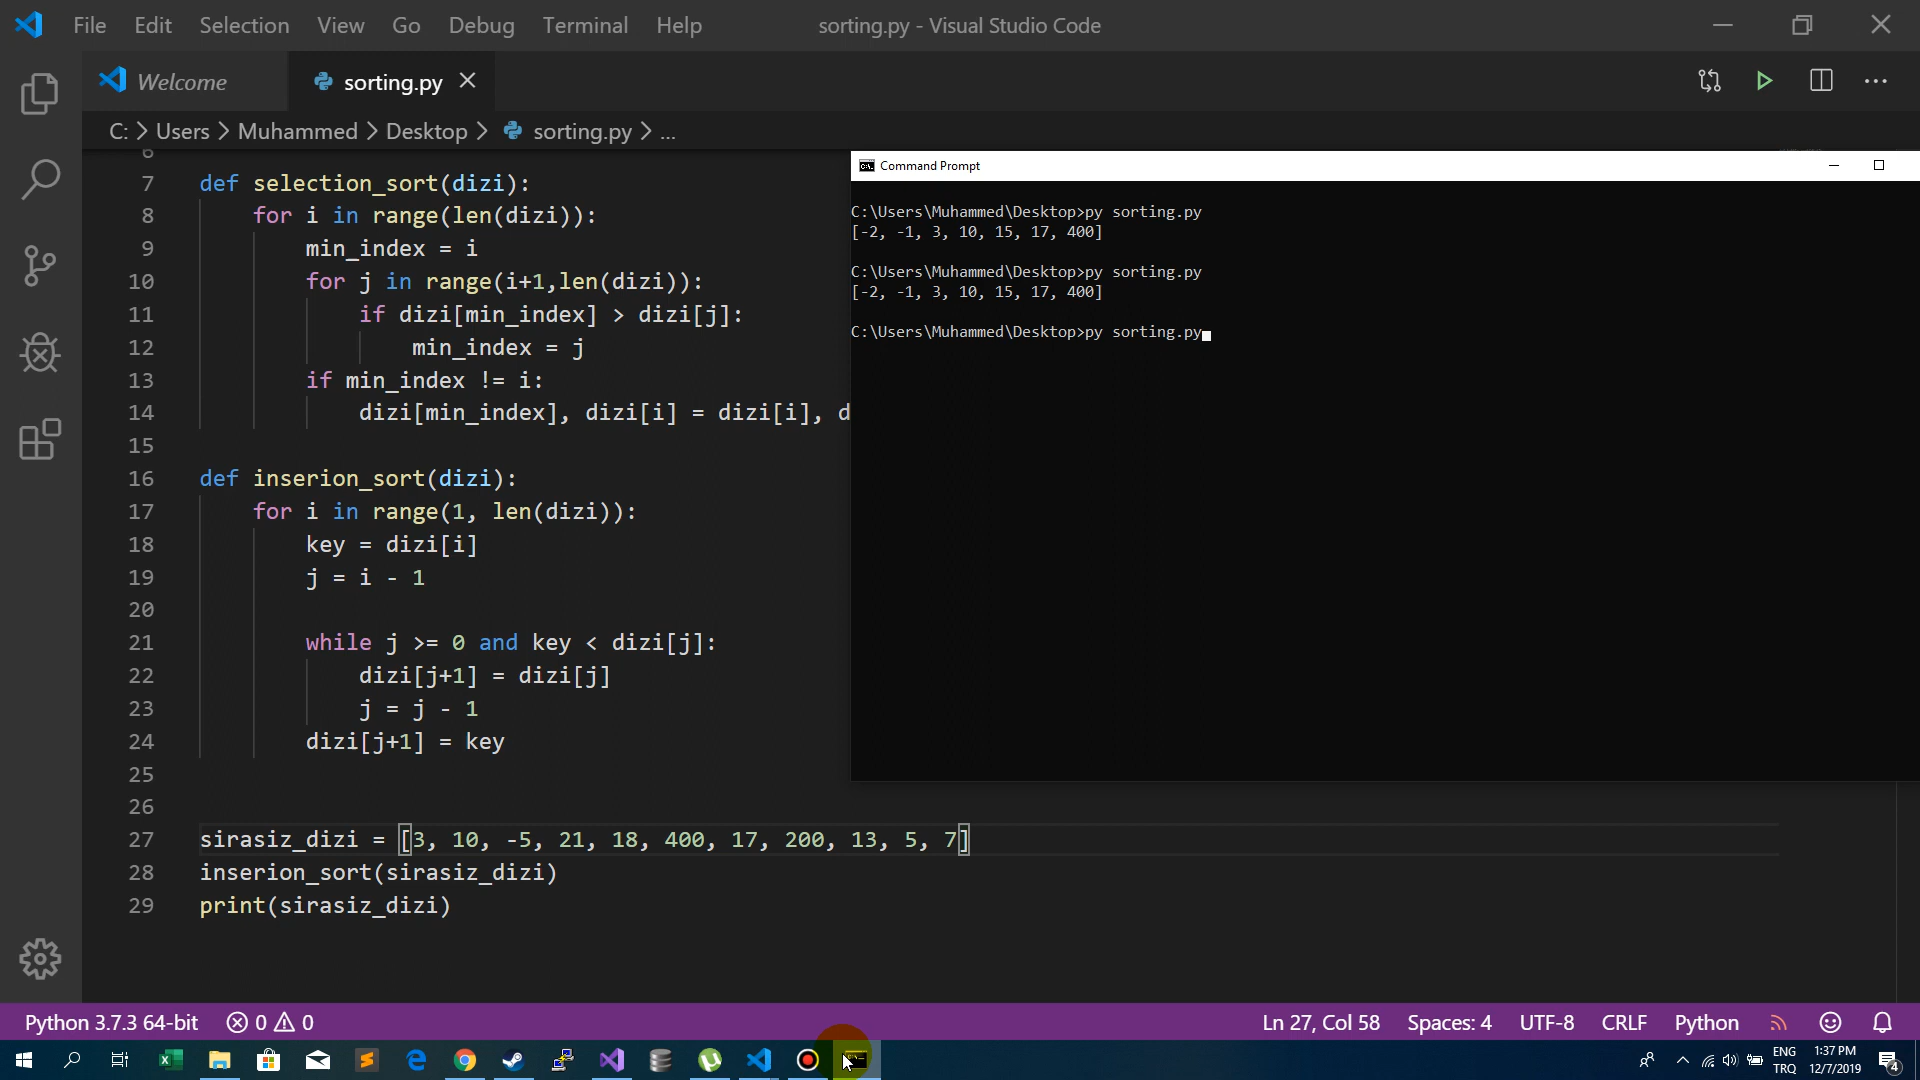 File Edit Selection View Go Debug Terminal Help sorting.py - Visual Studio Code
Welcome sorting.py
C: > Users > Muhammed > Desktop > sorting.py > ...
6
7 def selection_sort(dizi):
8 for i in range(len(dizi)):
9 min_index = i
10 for j in range(i+1,len(dizi)):
11 if dizi[min_index] > dizi[j]:
12 min_index = j
13 if min_index != i:
14 dizi[min_index], dizi[i] = dizi[i], d
15
16 def inserion_sort(dizi):
17 for i in range(1, len(dizi)):
18 key = dizi[i]
19 j = i - 1
20
21 while j >= 0 and key < dizi[j]:
22 dizi[j+1] = dizi[j]
23 j = j - 1
24 dizi[j+1] = key
25
26
27 sirasiz_dizi = [3, 10, -5, 21, 18, 400, 17, 200, 13, 5, 7]
28 inserion_sort(sirasiz_dizi)
29 print(sirasiz_dizi)
Command Prompt
C:\Users\Muhammed\Desktop>py sorting.py
[-2, -1, 3, 10, 15, 17, 400]
C:\Users\Muhammed\Desktop>py sorting.py
[-2, -1, 3, 10, 15, 17, 400]
C:\Users\Muhammed\Desktop>py sorting.py
Python 3.7.3 64-bit 0 0 Ln 27, Col 58 Spaces: 4 UTF-8 CRLF Python
ENG 1:37 PM
TRQ 12/7/2019 4